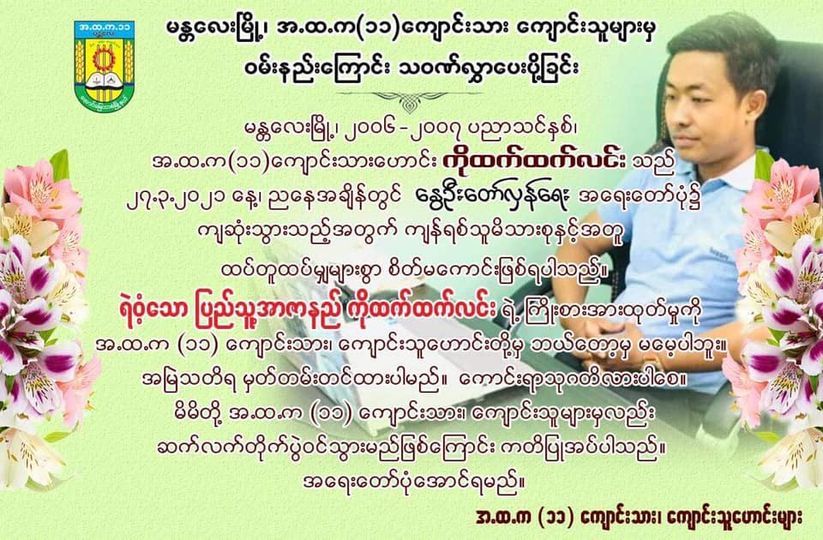 အ.ထ.က.၁၁
မန္တလေးမြို့၊ အ.ထ.က(၁၁)ကျောင်းသား ကျောင်းသူများမှ
ဝမ်းနည်းကြောင်း သဝဏ်လွှာပေးပို့ခြင်း
မန္တလေးမြို့၊ ၂၀၀၆ -၂၀၀၇ ပညာသင်နှစ်၊
အ.ထ.က(၁၁)ကျောင်းသားဟောင်း ကိုထက်ထက်လင်း သည်
၂၇.၃.၂၀၂၁ နေ့၊ ညနေအချိန်တွင် နွေဦးတော်လှန်ရေး အရေးတော်ပုံ၌
ကျဆုံးသွားသည့်အတွက် ကျန်ရစ်သူမိသားစုနှင့်အတူ
ထပ်တူထပ်မျှများစွာ စိတ်မကောင်းဖြစ်ရပါသည်။
ရဲဝံ့သော ပြည်သူ့အာဇာနည် ကိုထက်ထက်လင်း ရဲ့ ကြိုးစားအားထုတ်မှုကို
အ.ထ.က (၁၁) ကျောင်းသား၊ ကျောင်းသူဟောင်းတို့မှ ဘယ်တော့မှ မမေ့ပါဘူး။
အမြဲသတိရ မှတ်တမ်းတင်ထားပါမည်။ ကောင်းရာသုဂတိလားပါစေ။
မိမိတို့ အ.ထ.က (၁၁) ကျောင်းသား၊ ကျောင်းသူများမှလည်း
ဆက်လက်တိုက်ပွဲဝင်သွားမည်ဖြစ်ကြောင်း ကတိပြုအပ်ပါသည်။
အရေးတော်ပုံအောင်ရမည်။
အ.ထ.က (၁၁) ကျောင်းသား၊ ကျောင်းသူဟောင်းများ